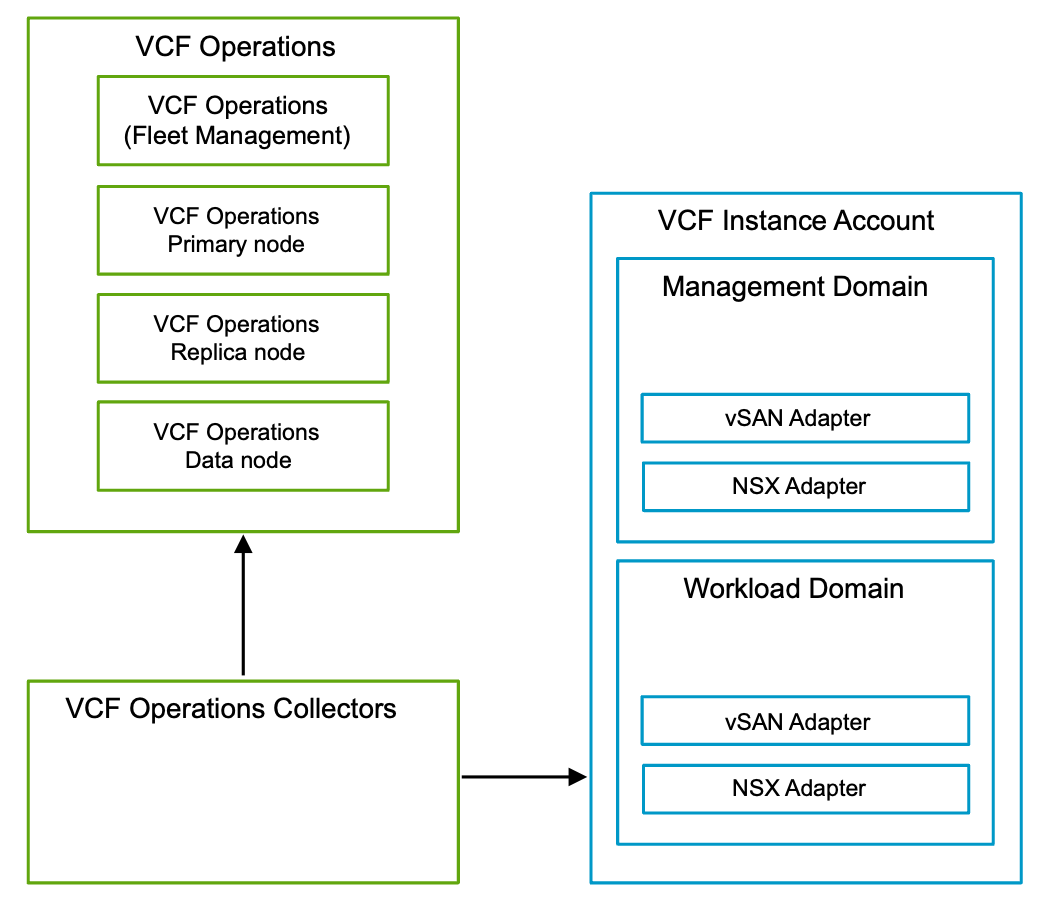 VCF Operations
VCF Operations
(Fleet Management)
VCF Operations
Primary node
VCF Operations
Replica node
VCF Operations
Data node
VCF Operations Collectors
VCF Instance Account
Management Domain
vSAN Adapter
NSX Adapter
Workload Domain
vSAN Adapter
NSX Adapter